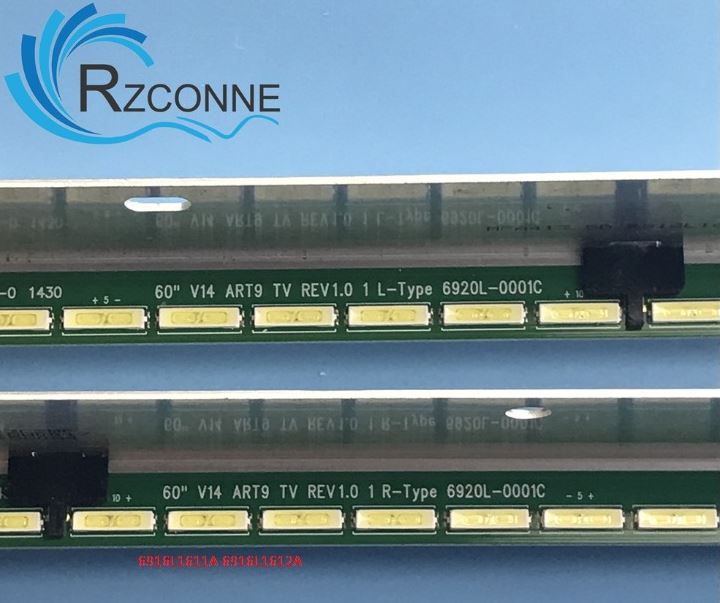 RZCONNE
-0 1430
+ 5 -
60" V14 ART9 TV REV1.0 1 L-Type 6920L-0001C
+ 10
10 +
60" V14 ART9 TV REV1.0 1 R-Type 6920L-0001C
- 5 +
6916L1611A 6916L1612A